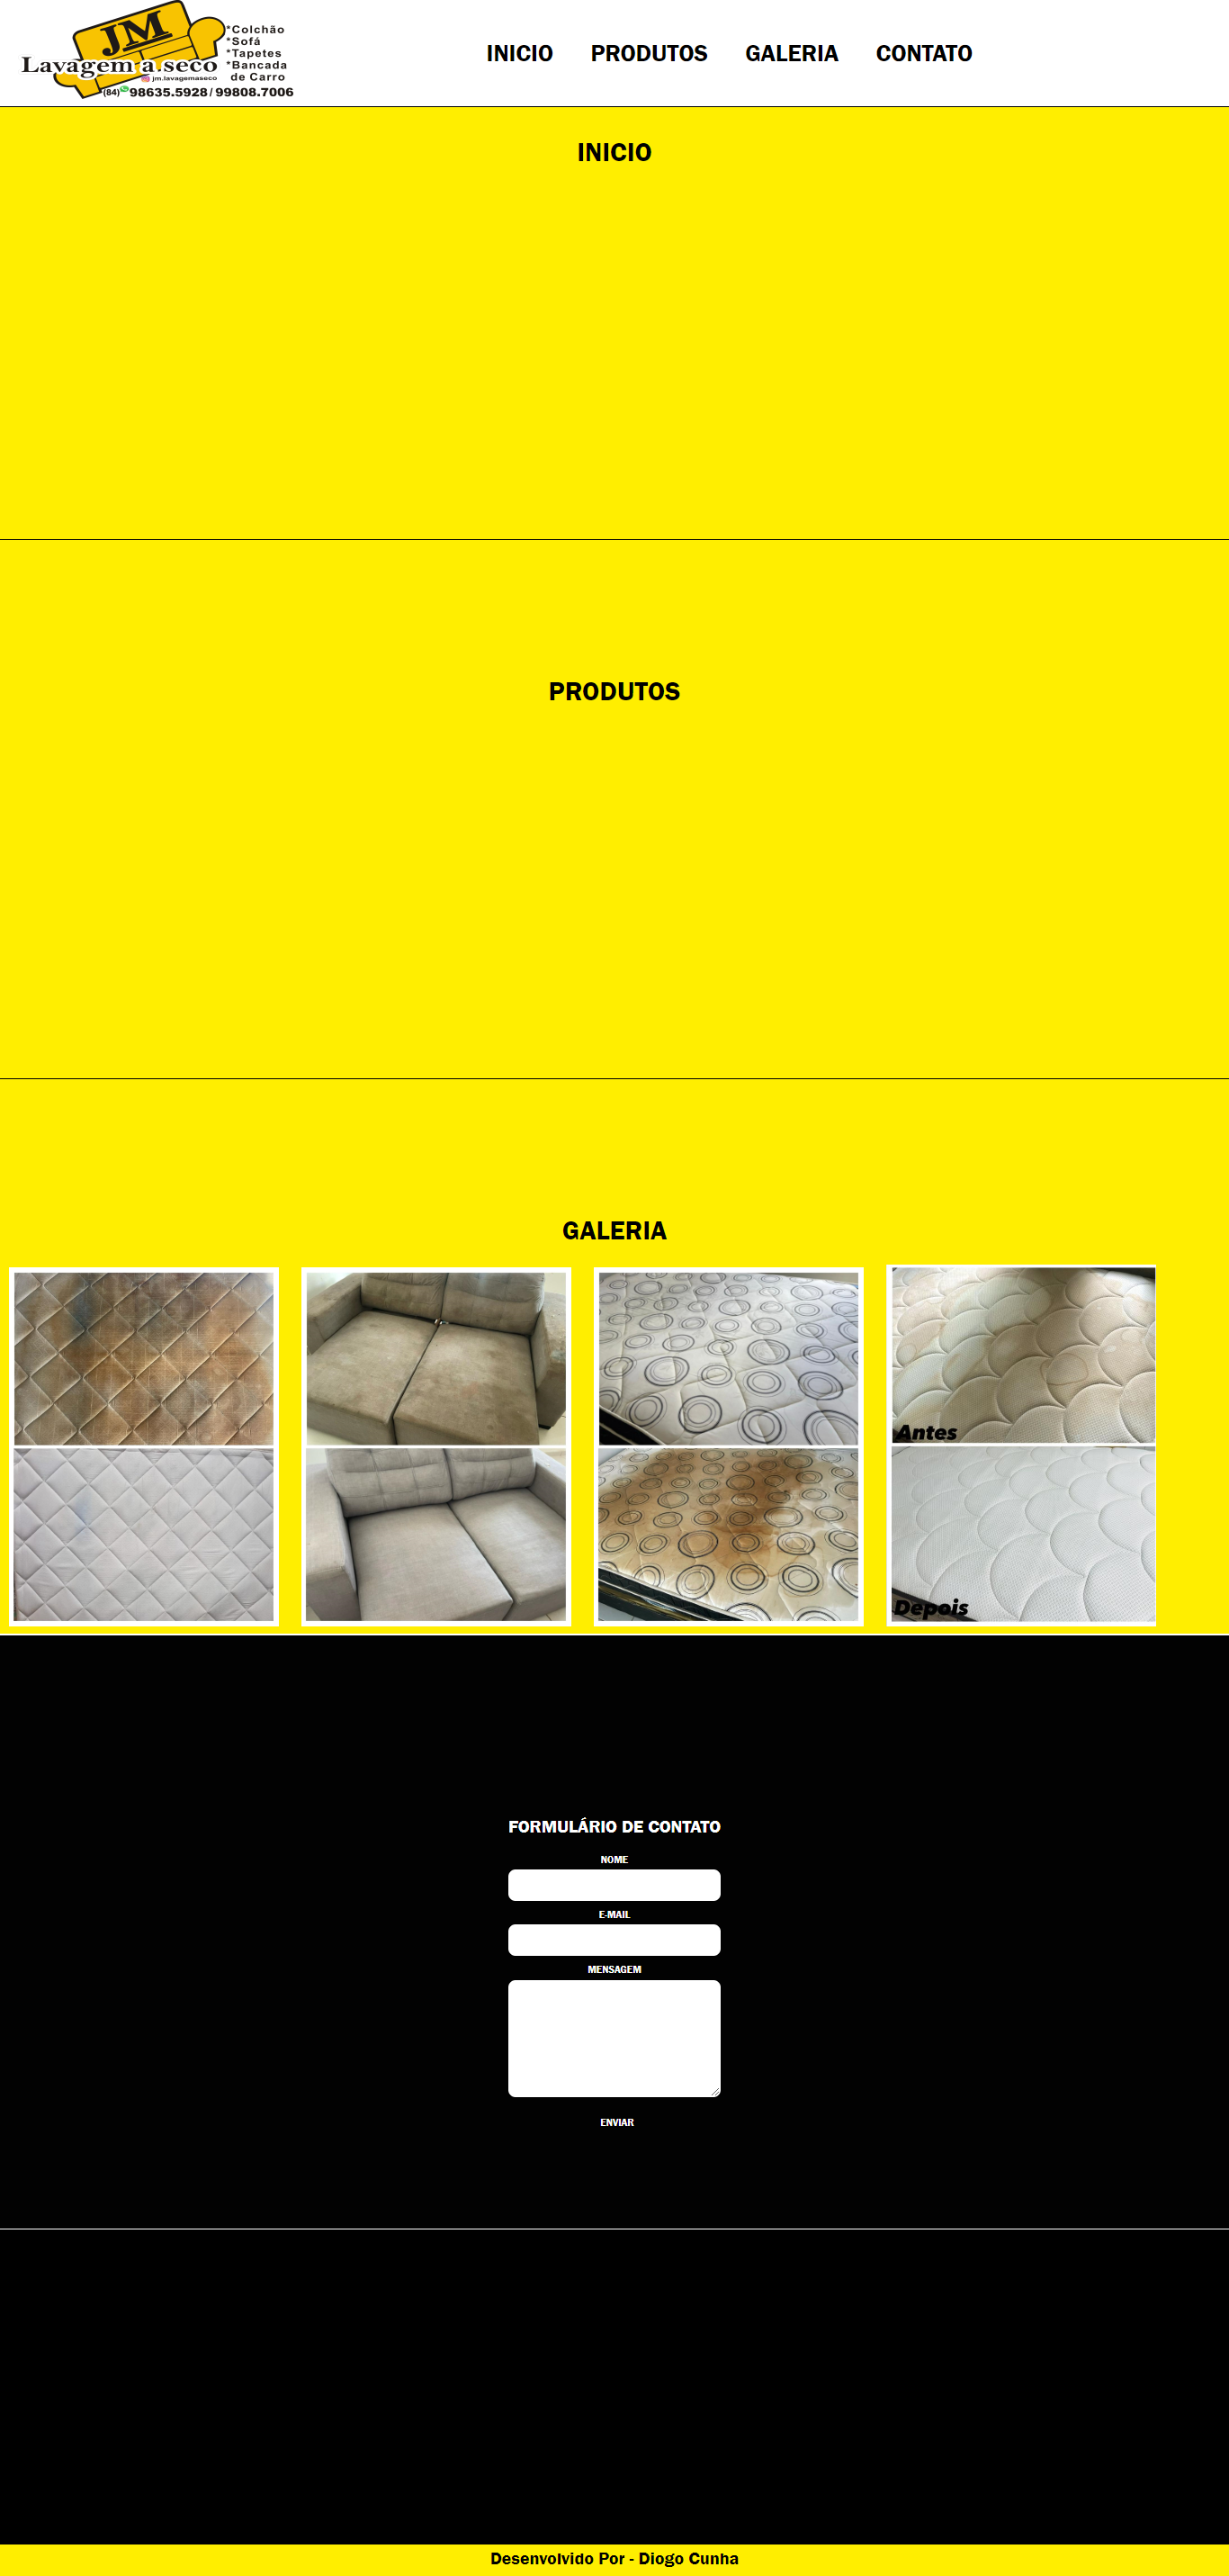 JM
Lavagem a seco
jm.lavagemaseco
*Colchão
*Sofá
*Tapetes
*Bancada
de Carro
(84) 98635.5928 / 99808.7006
INICIO PRODUTOS GALERIA CONTATO
INICIO
PRODUTOS
GALERIA
Antes
Depois
FORMULÁRIO DE CONTATO
NOME
E-MAIL
MENSAGEM
ENVIAR
Desenvolvido Por - Diogo Cunha